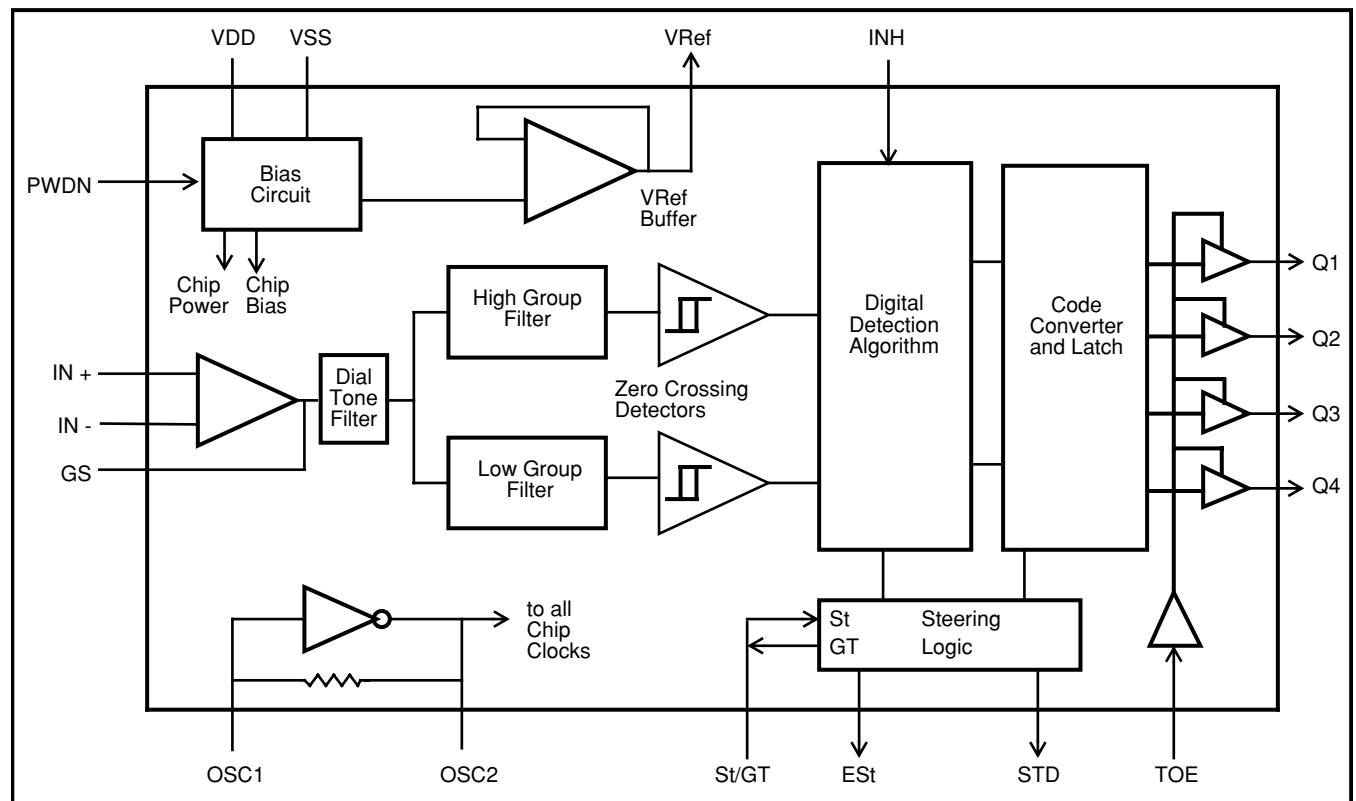 VDD
VSS
VRef
INH
PWDN
Bias
Circuit
VRef
Buffer
Chip
Power
Chip
Bias
High Group
Filter
Digital
Detection
Algorithm
Code
Converter
and Latch
Q1
Q2
Q3
Q4
IN +
IN -
GS
Dial
Tone
Filter
Zero Crossing
Detectors
Low Group
Filter
to all
Chip
Clocks
St
GT
Steering
Logic
OSC1
OSC2
St/GT
ESt
STD
TOE